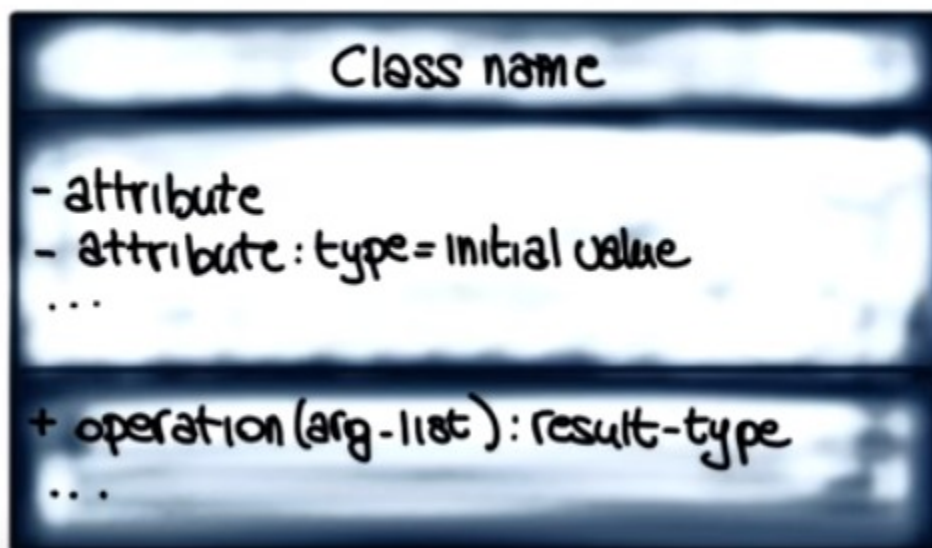 Class name
- attribute
- attribute : type = initial value
...
+ operation (arg-list) : result-type
...